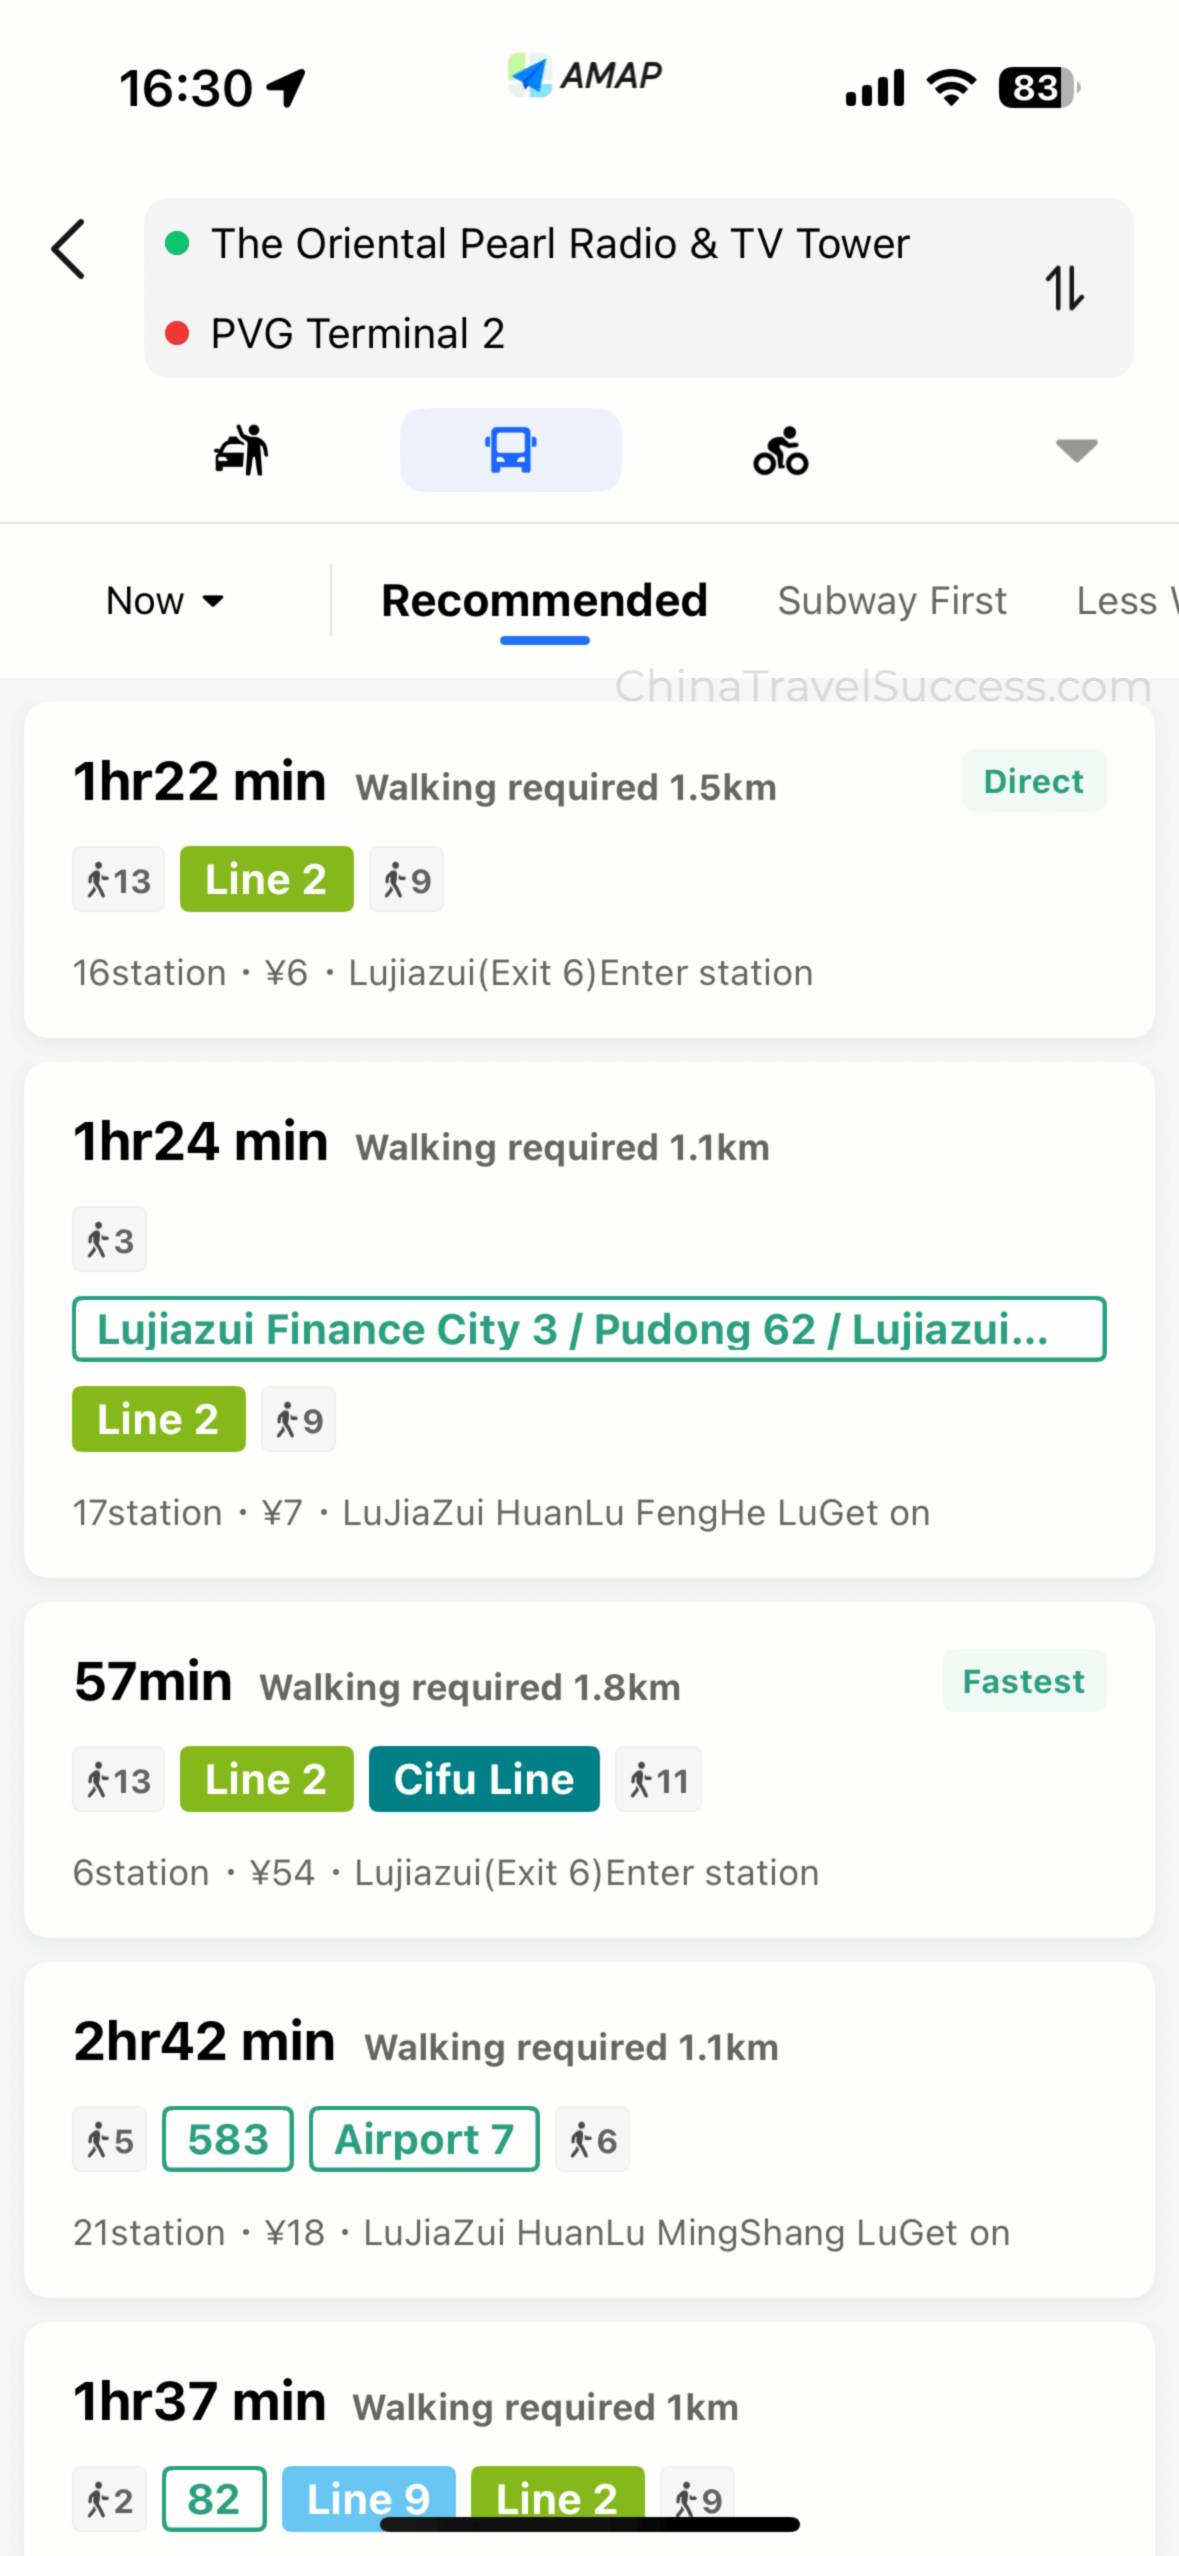 16:30
AMAP
83
The Oriental Pearl Radio & TV Tower
PVG Terminal 2
Now
Recommended
Subway First
Less
ChinaTravelSuccess.com
1hr22 min Walking required 1.5km Direct
13 Line 2 9
16station · ¥6 · Lujiazui(Exit 6)Enter station
1hr24 min Walking required 1.1km
3
Lujiazui Finance City 3 / Pudong 62 / Lujiazui...
Line 2 9
17station · ¥7 · LuJiaZui HuanLu FengHe LuGet on
57min Walking required 1.8km Fastest
13 Line 2 Cifu Line 11
6station · ¥54 · Lujiazui(Exit 6)Enter station
2hr42 min Walking required 1.1km
5 583 Airport 7 6
21station · ¥18 · LuJiaZui HuanLu MingShang LuGet on
1hr37 min Walking required 1km
2 82 Line 9 Line 2 9